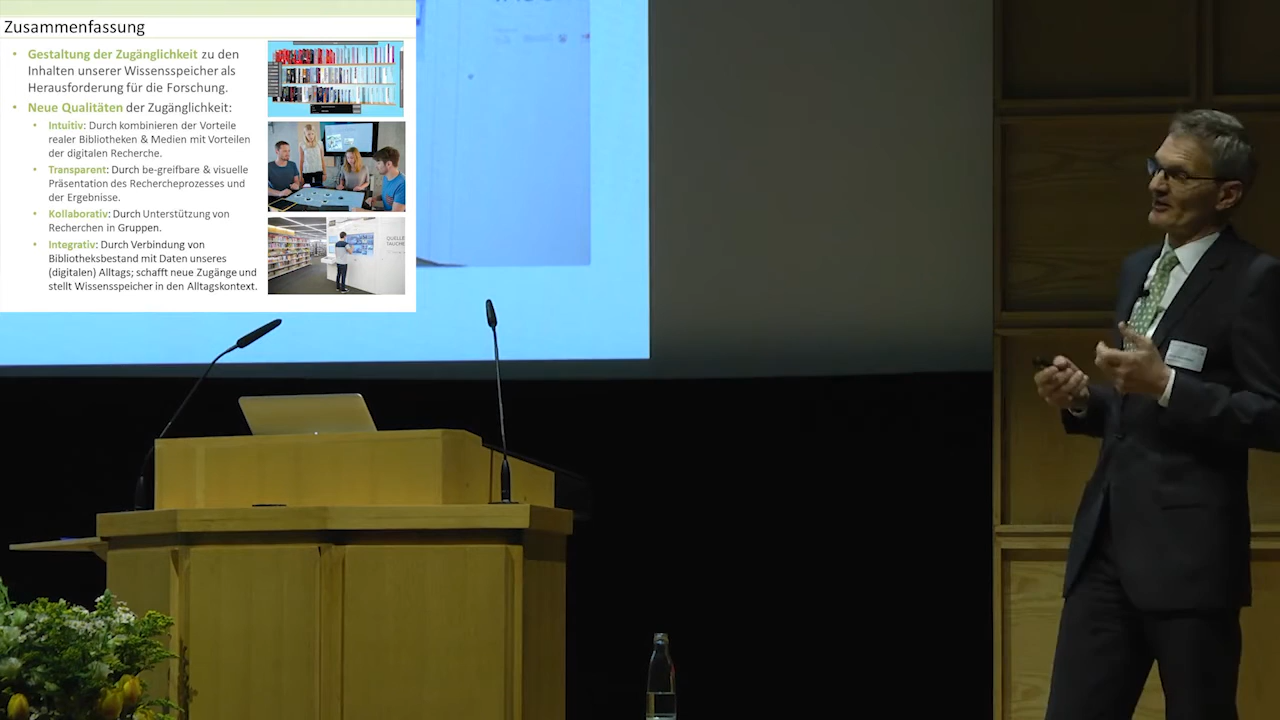 Zusammenfassung
• Gestaltung der Zugänglichkeit zu den
Inhalten unserer Wissensspeicher als
Herausforderung für die Forschung.
• Neue Qualitäten der Zugänglichkeit:
• Intuitiv: Durch kombinieren der Vorteile
realer Bibliotheken & Medien mit Vorteilen
der digitalen Recherche.
• Transparent: Durch be-greifbare & visuelle
Präsentation des Rechercheprozesses und
der Ergebnisse.
• Kollaborativ: Durch Unterstützung von
Recherchen in Gruppen.
• Integrativ: Durch Verbindung von
Bibliotheksbestand mit Daten unseres
(digitalen) Alltags; schafft neue Zugänge und
stellt Wissensspeicher in den Alltagskontext.
QUELLE
TAUCHE